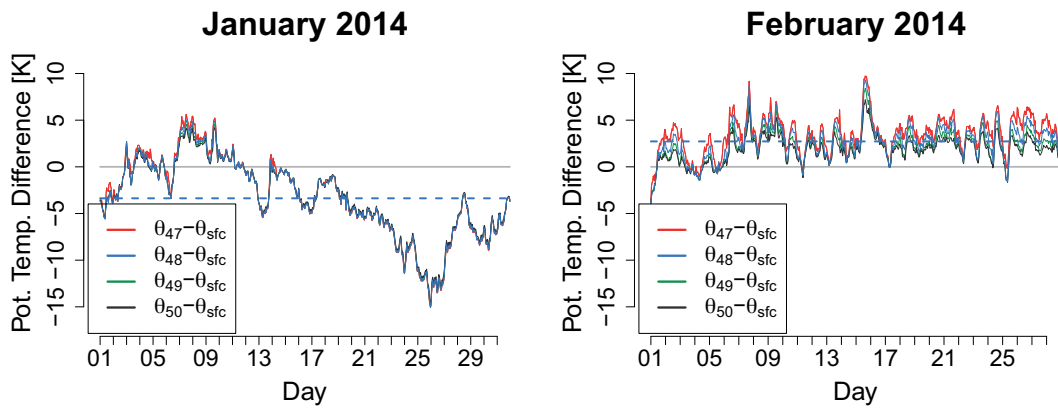 January 2014
Pot. Temp. Difference [K]
10
5
0
−5
−10
−15
θ47−θsfc
θ48−θsfc
θ49−θsfc
θ50−θsfc
01 05 09 13 17 21 25 29
Day
February 2014
Pot. Temp. Difference [K]
10
5
0
−5
−10
−15
θ47−θsfc
θ48−θsfc
θ49−θsfc
θ50−θsfc
01 05 09 13 17 21 25
Day